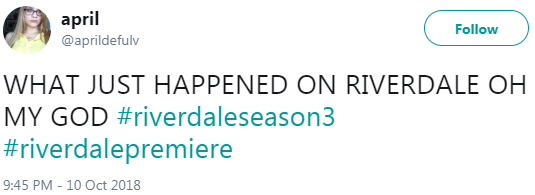 april
@aprildefulv
Follow
WHAT JUST HAPPENED ON RIVERDALE OH
MY GOD #riverdaleseason3
#riverdalepremiere
9:45 PM - 10 Oct 2018